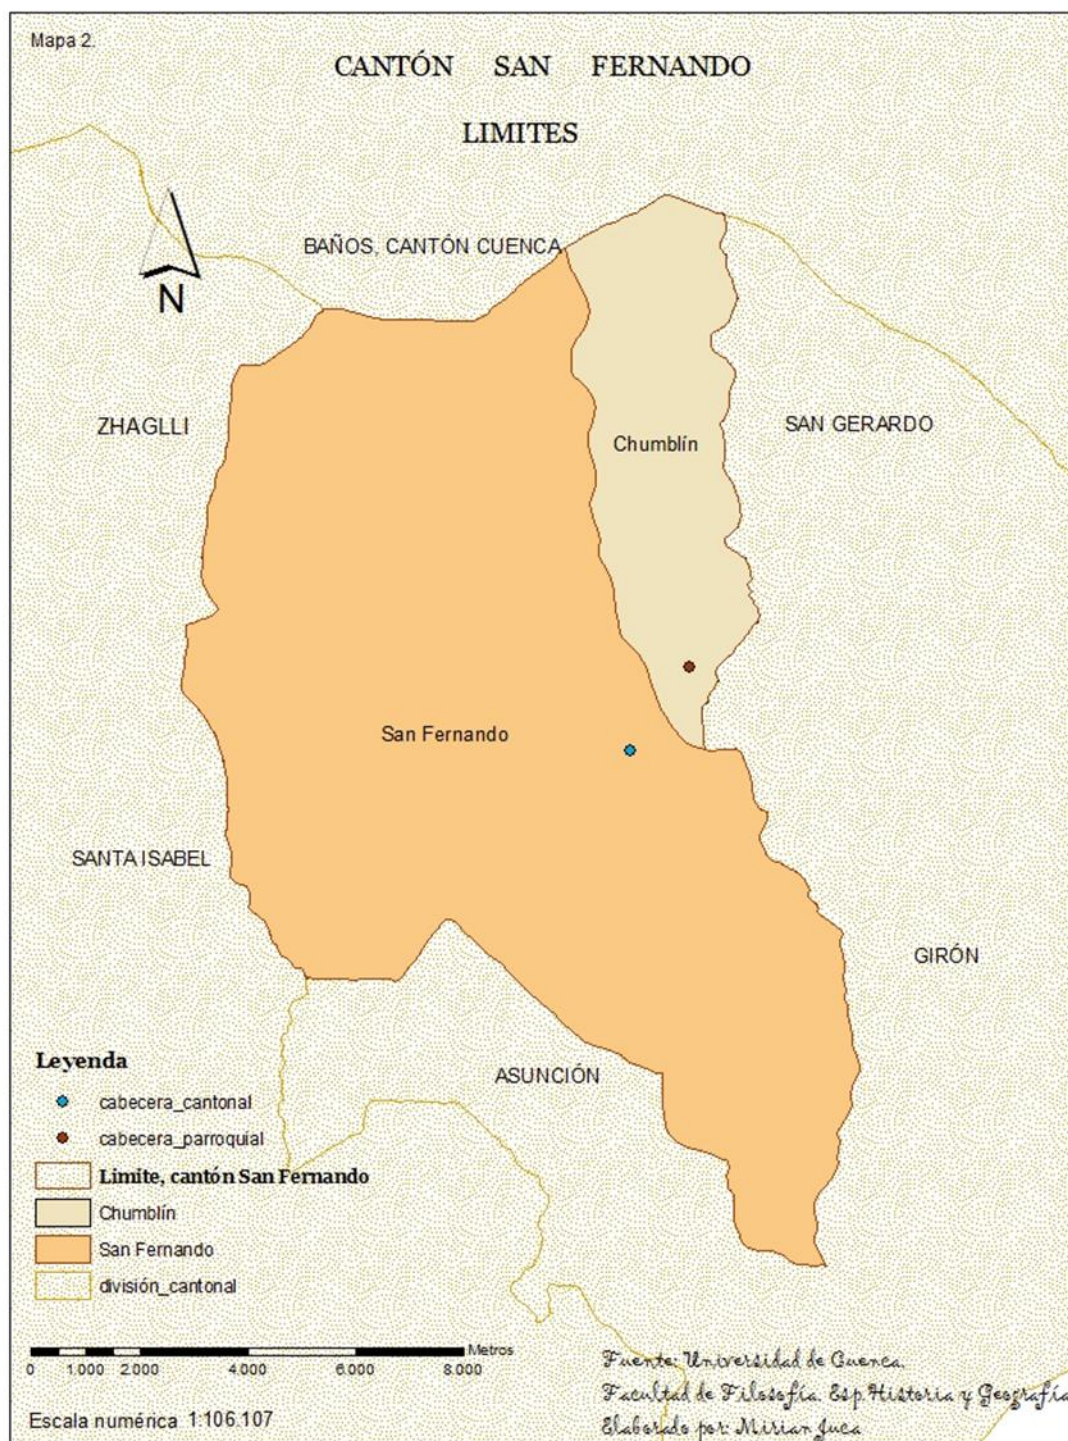 Mapa 2.
CANTÓN SAN FERNANDO
LIMITES
BAÑOS, CANTÓN CUENCA
N
ZHAGLLI
SAN GERARDO
Chumblín
San Fernando
SANTA ISABEL
GIRÓN
ASUNCIÓN
Leyenda
cabecera_cantonal
cabecera_parroquial
Limite, cantón San Fernando
Chumblín
San Fernando
división_cantonal
Metros
0 1.000 2.000 4.000 6.000 8.000
Escala numérica 1:106.107
Fuente: Universidad de Cuenca.
Facultad de Filosofía. Esp. Historia y Geografía
Elaborado por: Mirian Juca